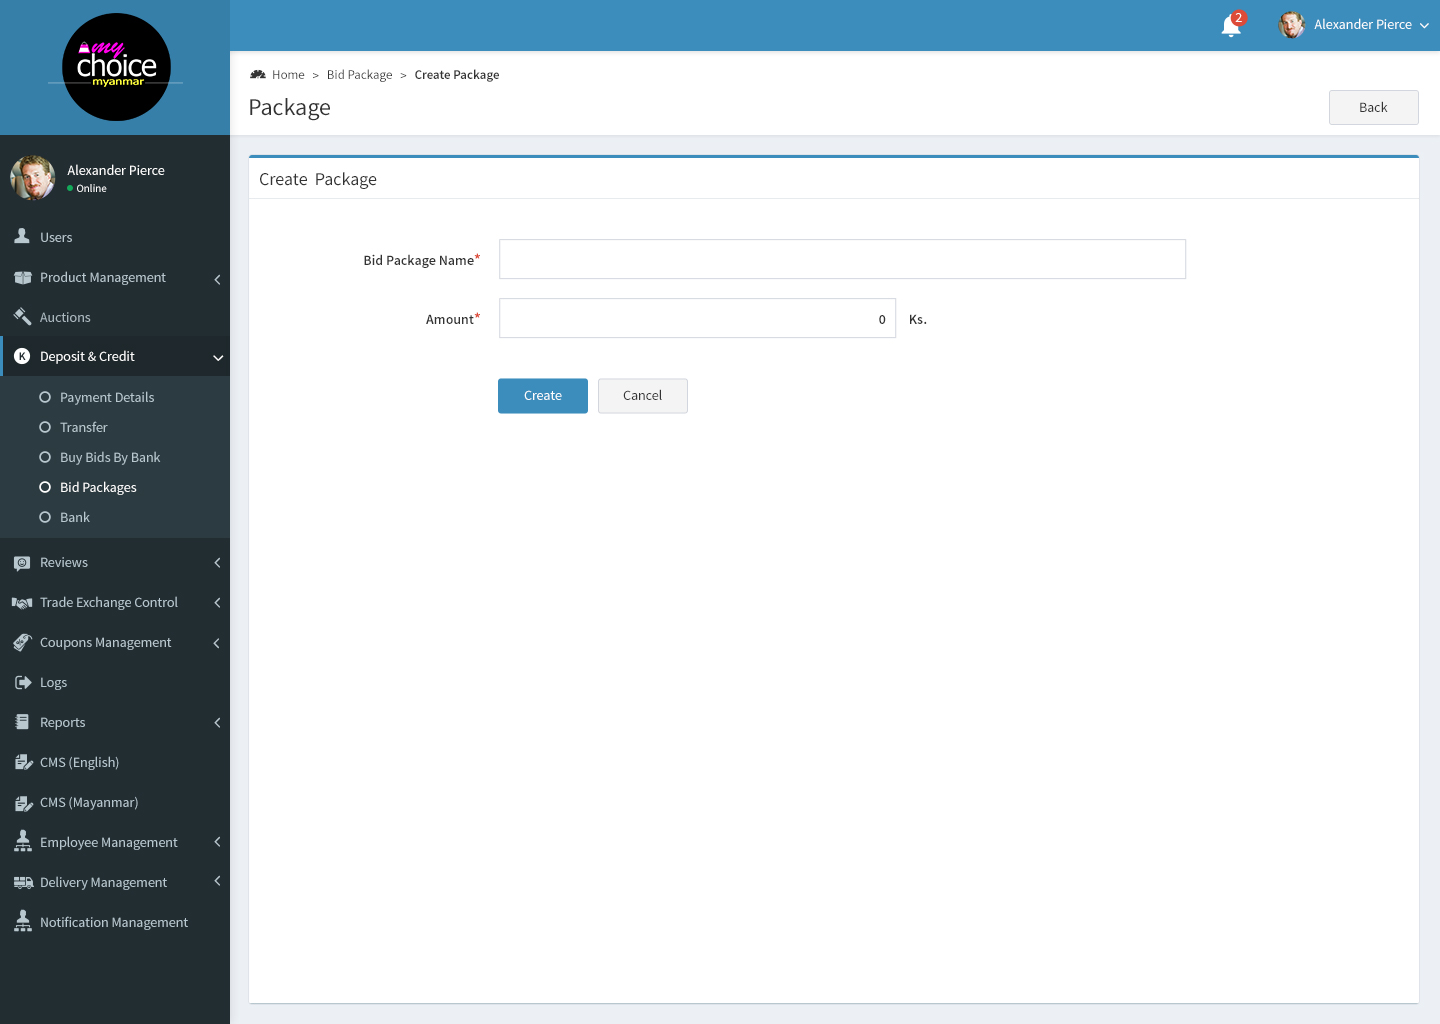 my
choice
myanmar
2
Alexander Pierce
Home > Bid Package > Create Package
Package
Back
Alexander Pierce
Online
Users
Product Management
Auctions
K Deposit & Credit
Payment Details
Transfer
Buy Bids By Bank
Bid Packages
Bank
Reviews
Trade Exchange Control
Coupons Management
Logs
Reports
CMS (English)
CMS (Mayanmar)
Employee Management
Delivery Management
Notification Management
Create Package
Bid Package Name*
Amount* 0 Ks.
Create Cancel